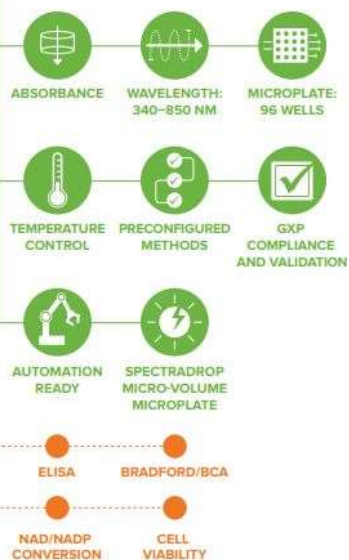 ABSORBANCE
WAVELENGTH:
340–850 NM
MICROPLATE:
96 WELLS
TEMPERATURE
CONTROL
PRECONFIGURED
METHODS
GXP
COMPLIANCE
AND VALIDATION
AUTOMATION
READY
SPECTRADROP
MICRO-VOLUME
MICROPLATE
ELISA
BRADFORD/BCA
NAD/NADP
CONVERSION
CELL
VIABILITY